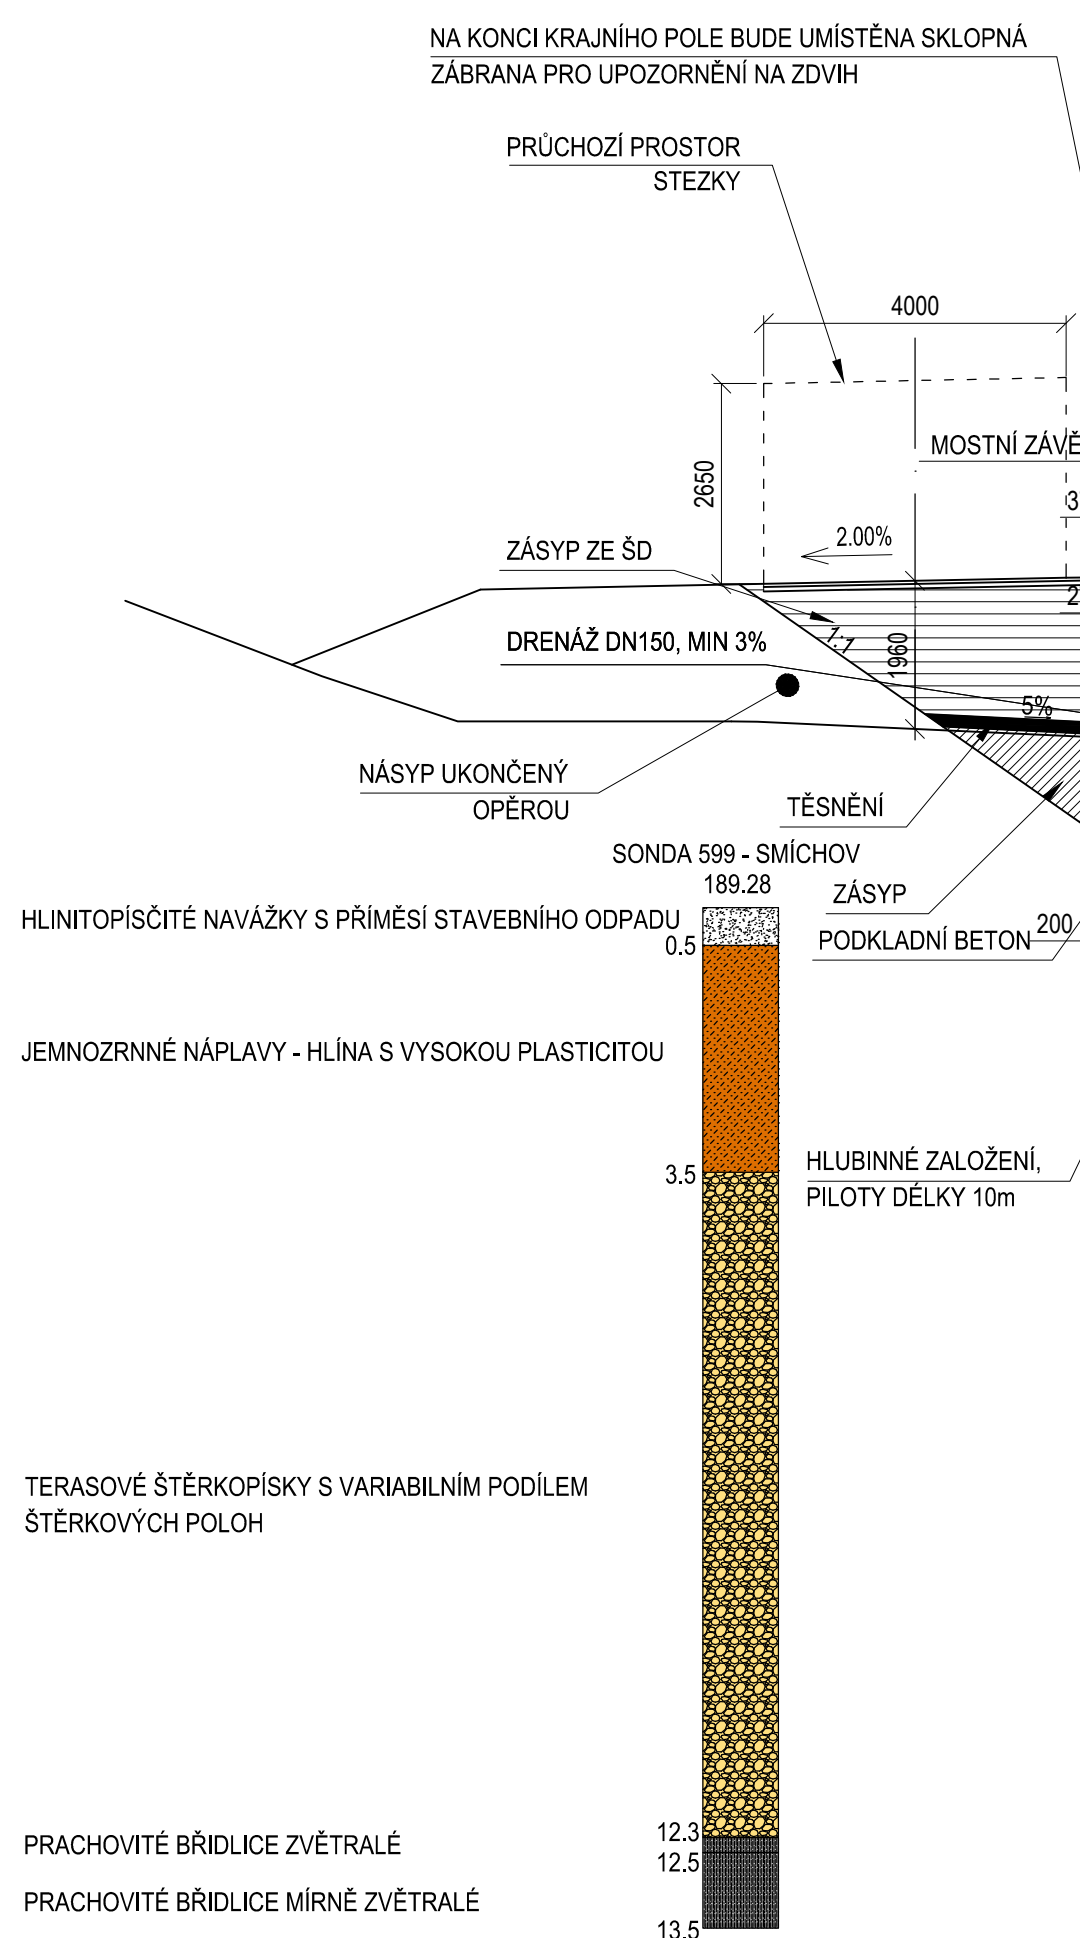 NA KONCI KRAJNÍHO POLE BUDE UMÍSTĚNA SKLOPNÁ
ZÁBRANA PRO UPOZORNĚNÍ NA ZDVIH
PRŮCHOZÍ PROSTOR
STEZKY
4000
2650
MOSTNÍ ZÁVĚ
3
2.00%
ZÁSYP ZE ŠD
2
1:1
1960
DRENÁŽ DN150, MIN 3%
5%
NÁSYP UKONČENÝ
OPĚROU
TĚSNĚNÍ
SONDA 599 - SMÍCHOV
189.28
ZÁSYP
HLINITOPÍSČITÉ NAVÁŽKY S PŘÍMĚSÍ STAVEBNÍHO ODPADU
200
PODKLADNÍ BETON
0.5
JEMNOZRNNÉ NÁPLAVY - HLÍNA S VYSOKOU PLASTICITOU
3.5
HLUBINNÉ ZALOŽENÍ,
PILOTY DÉLKY 10m
TERASOVÉ ŠTĚRKOPÍSKY S VARIABILNÍM PODÍLEM
ŠTĚRKOVÝCH POLOH
12.3
PRACHOVITÉ BŘIDLICE ZVĚTRALÉ
12.5
PRACHOVITÉ BŘIDLICE MÍRNĚ ZVĚTRALÉ
13.5